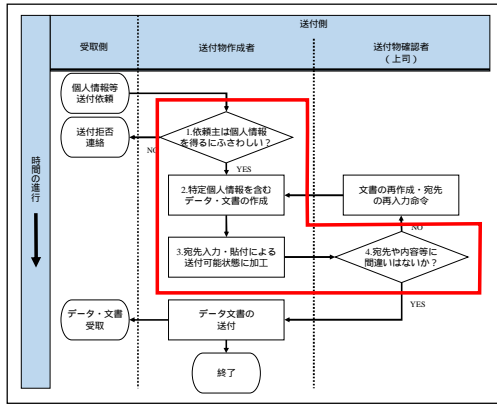 送付側
受取側
送付物作成者
送付物確認者
(上司)
時間の進行
個人情報等
送付依頼
送付拒否
連絡
1.依頼主は個人情報
を得るにふさわしい?
NO
YES
2.特定個人情報を含む
データ・文書の作成
文書の再作成・宛先
の再入力命令
NO
3.宛先入力・貼付による
送付可能状態に加工
4.宛先や内容等に
間違いはないか?
YES
データ・文書
受取
データ文書の
送付
終了